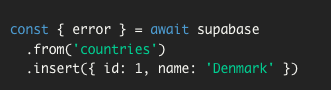 const { error } = await supabase
  .from('countries')
  .insert({ id: 1, name: 'Denmark' })